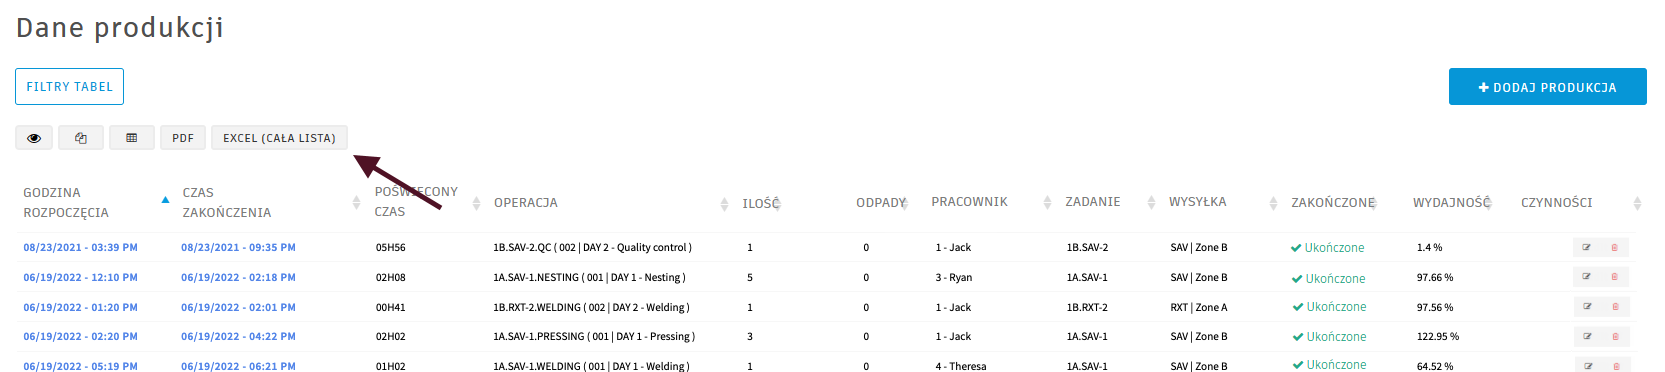 Dane produkcji
FILTRY TABEL
+ DODAJ PRODUKCJA
PDF EXCEL (CAŁA LISTA)
GODZINA ROZPOCZĘCIA CZAS ZAKOŃCZENIA POŚWIĘCONY CZAS OPERACJA ILOŚĆ ODPADY PRACOWNIK ZADANIE WYSYŁKA ZAKOŃCZONE WYDAJNOŚĆ CZYNNOŚCI
08/23/2021 - 03:39 PM 08/23/2021 - 09:35 PM 05H56 1B.SAV-2.QC ( 002 | DAY 2 - Quality control ) 1 0 1 - Jack 1B.SAV-2 SAV | Zone B Ukończone 1.4 %
06/19/2022 - 12:10 PM 06/19/2022 - 02:18 PM 02H08 1A.SAV-1.NESTING ( 001 | DAY 1 - Nesting ) 5 0 3 - Ryan 1A.SAV-1 SAV | Zone B Ukończone 97.66 %
06/19/2022 - 01:20 PM 06/19/2022 - 02:01 PM 00H41 1B.RXT-2.WELDING ( 002 | DAY 2 - Welding ) 1 0 1 - Jack 1B.RXT-2 RXT | Zone A Ukończone 97.56 %
06/19/2022 - 02:20 PM 06/19/2022 - 04:22 PM 02H02 1A.SAV-1.PRESSING ( 001 | DAY 1 - Pressing ) 3 0 1 - Jack 1A.SAV-1 SAV | Zone B Ukończone 122.95 %
06/19/2022 - 05:19 PM 06/19/2022 - 06:21 PM 01H02 1A.SAV-1.WELDING ( 001 | DAY 1 - Welding ) 1 0 4 - Theresa 1A.SAV-1 SAV | Zone B Ukończone 64.52 %